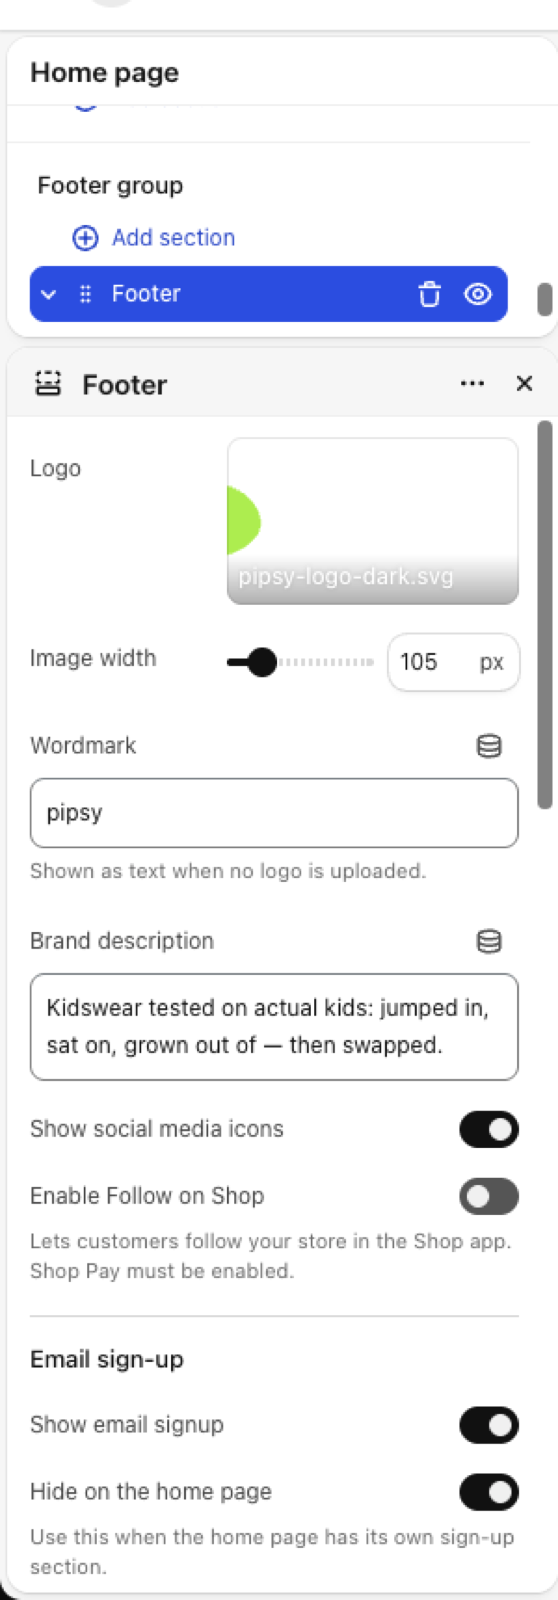 Home page
Footer group
Add section
Footer
Footer
Logo
pipsy-logo-dark.svg
Image width
105 px
Wordmark
pipsy
Shown as text when no logo is uploaded.
Brand description
Kidswear tested on actual kids: jumped in,
sat on, grown out of — then swapped.
Show social media icons
Enable Follow on Shop
Lets customers follow your store in the Shop app.
Shop Pay must be enabled.
Email sign-up
Show email signup
Hide on the home page
Use this when the home page has its own sign-up
section.